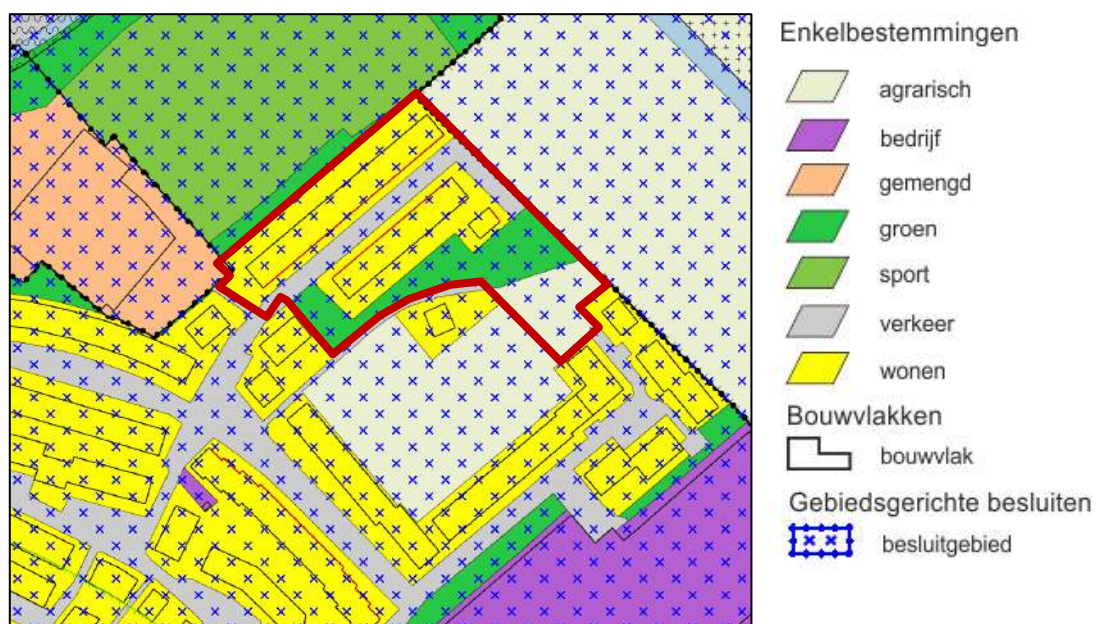 Enkelbestemmingen
agrarisch
bedrijf
gemengd
groen
sport
verkeer
wonen
Bouwvlakken
bouwvlak
Gebiedsgerichte besluiten
besluitgebied